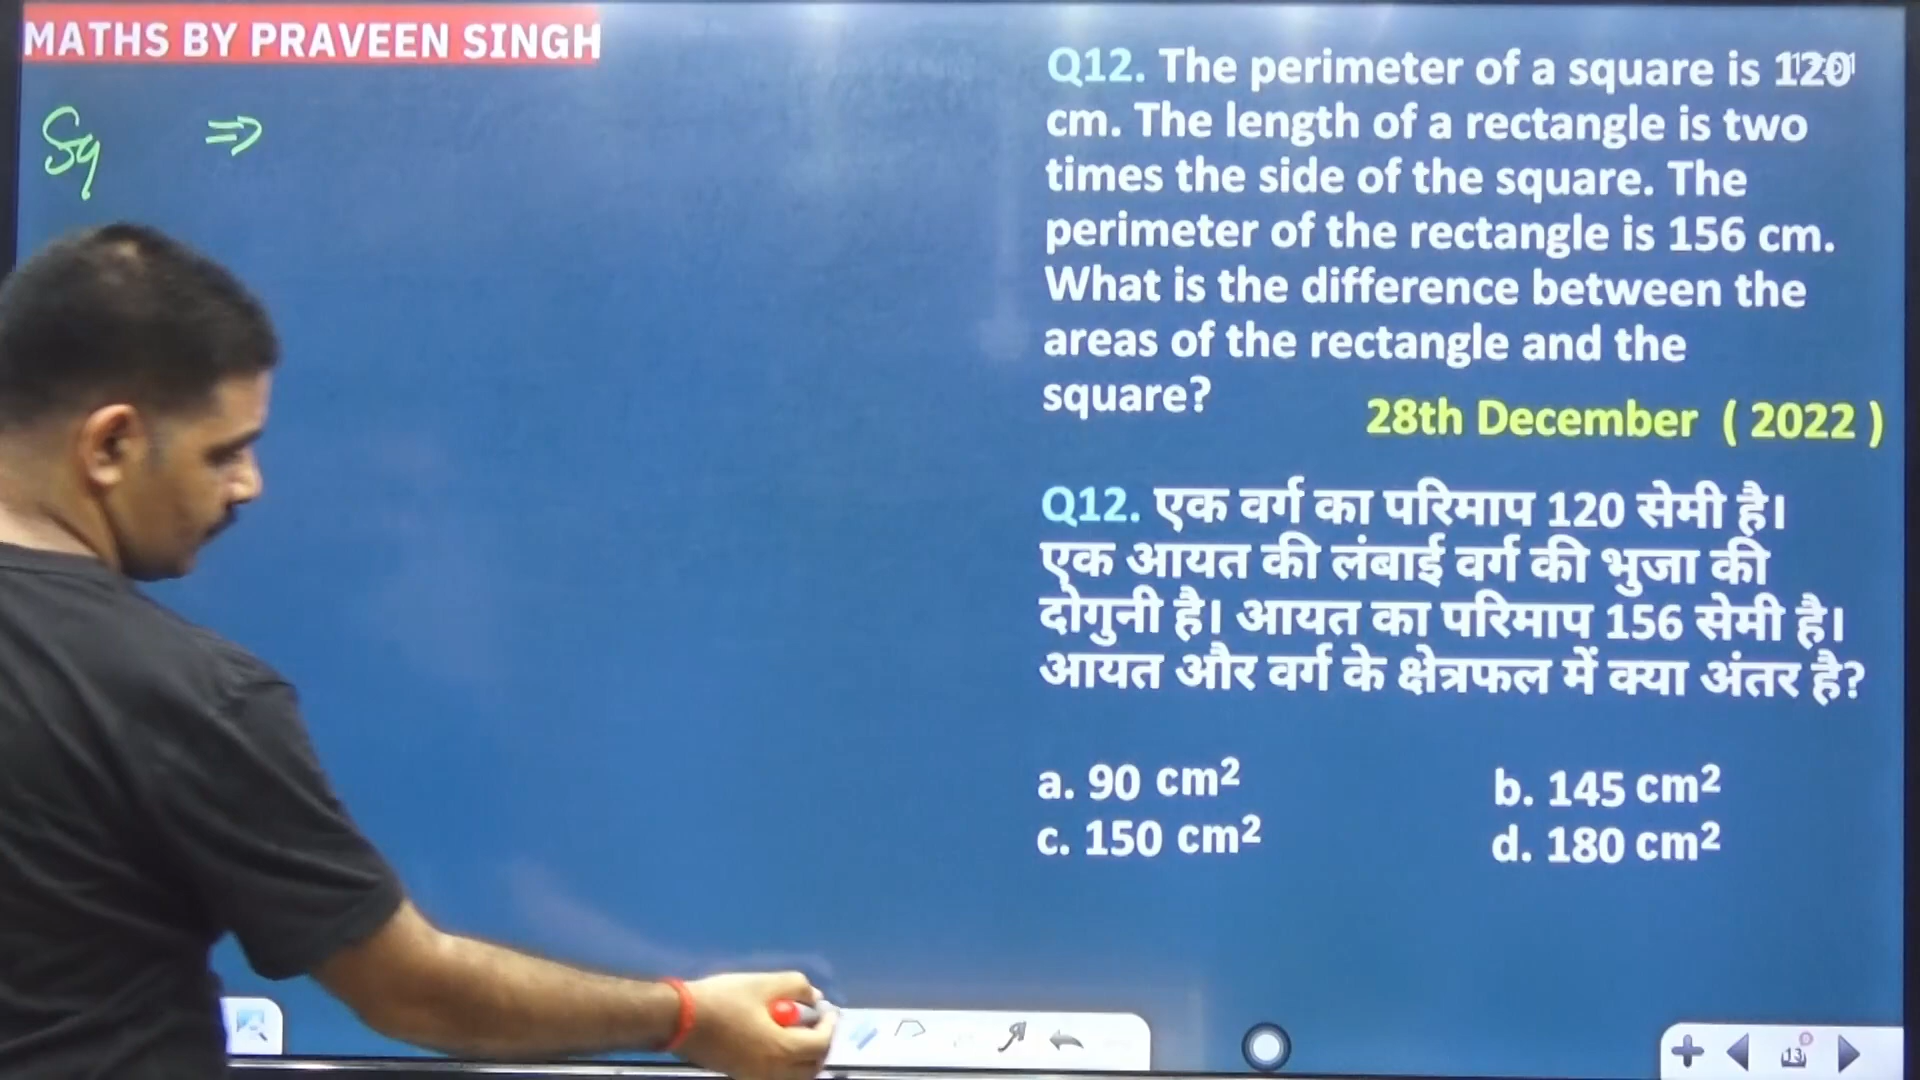 MATHS BY PRAVEEN SINGH
Sq ⇒
Q12. The perimeter of a square is 120
cm. The length of a rectangle is two
times the side of the square. The
perimeter of the rectangle is 156 cm.
What is the difference between the
areas of the rectangle and the
square?
28th December ( 2022 )
Q12. एक वर्ग का परिमाप 120 सेमी है।
एक आयत की लंबाई वर्ग की भुजा की
दोगुनी है। आयत का परिमाप 156 सेमी है।
आयत और वर्ग के क्षेत्रफल में क्या अंतर है?
a. 90 cm²
b. 145 cm²
c. 150 cm²
d. 180 cm²
13